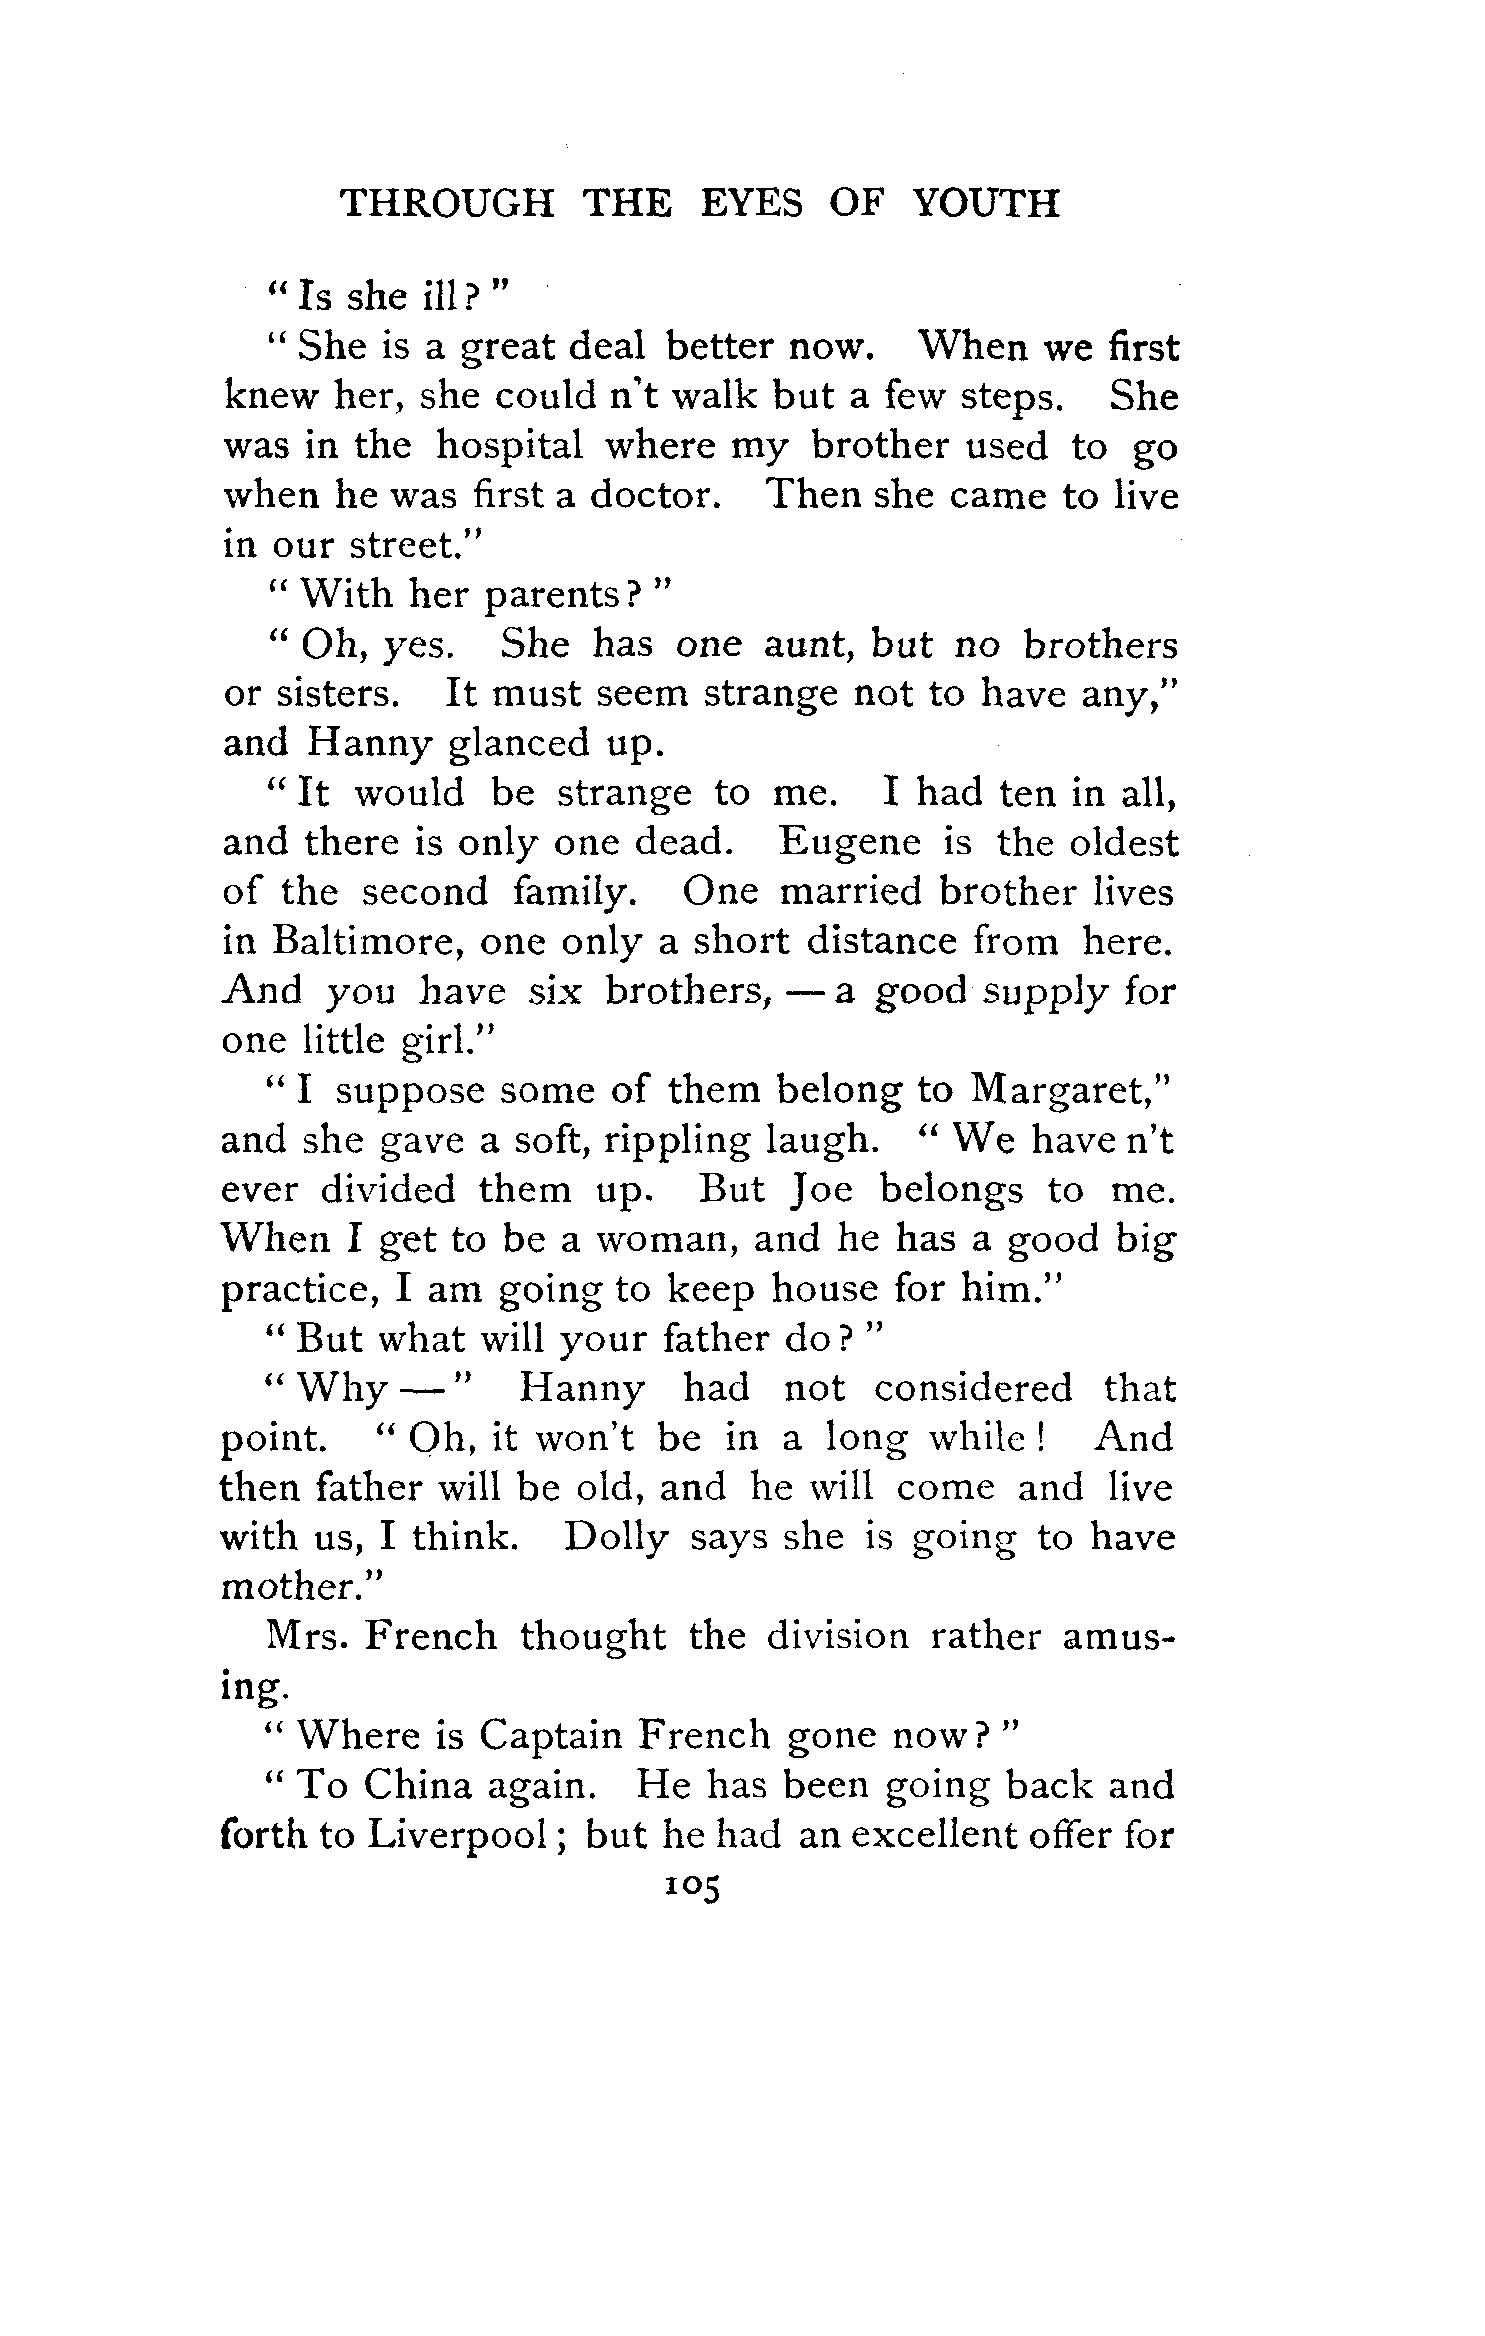 THROUGH THE EYES OF YOUTH
" Is she ill? "
" She is a great deal better now. When we first
knew her, she could n't walk but a few steps. She
was in the hospital where my brother used to go
when he was first a doctor. Then she came to live
in our street."
" With her parents? "
" Oh, yes. She has one aunt, but no brothers
or sisters. It must seem strange not to have any,"
and Hanny glanced up.
" It would be strange to me. I had ten in all,
and there is only one dead. Eugene is the oldest
of the second family. One married brother lives
in Baltimore, one only a short distance from here.
And you have six brothers, — a good supply for
one little girl."
" I suppose some of them belong to Margaret,"
and she gave a soft, rippling laugh. " We have n't
ever divided them up. But Joe belongs to me.
When I get to be a woman, and he has a good big
practice, I am going to keep house for him."
" But what will your father do? "
" Why — " Hanny had not considered that
point. " Oh, it won't be in a long while! And
then father will be old, and he will come and live
with us, I think. Dolly says she is going to have
mother."
Mrs. French thought the division rather amus-
ing.
" Where is Captain French gone now? "
" To China again. He has been going back and
forth to Liverpool; but he had an excellent offer for
105